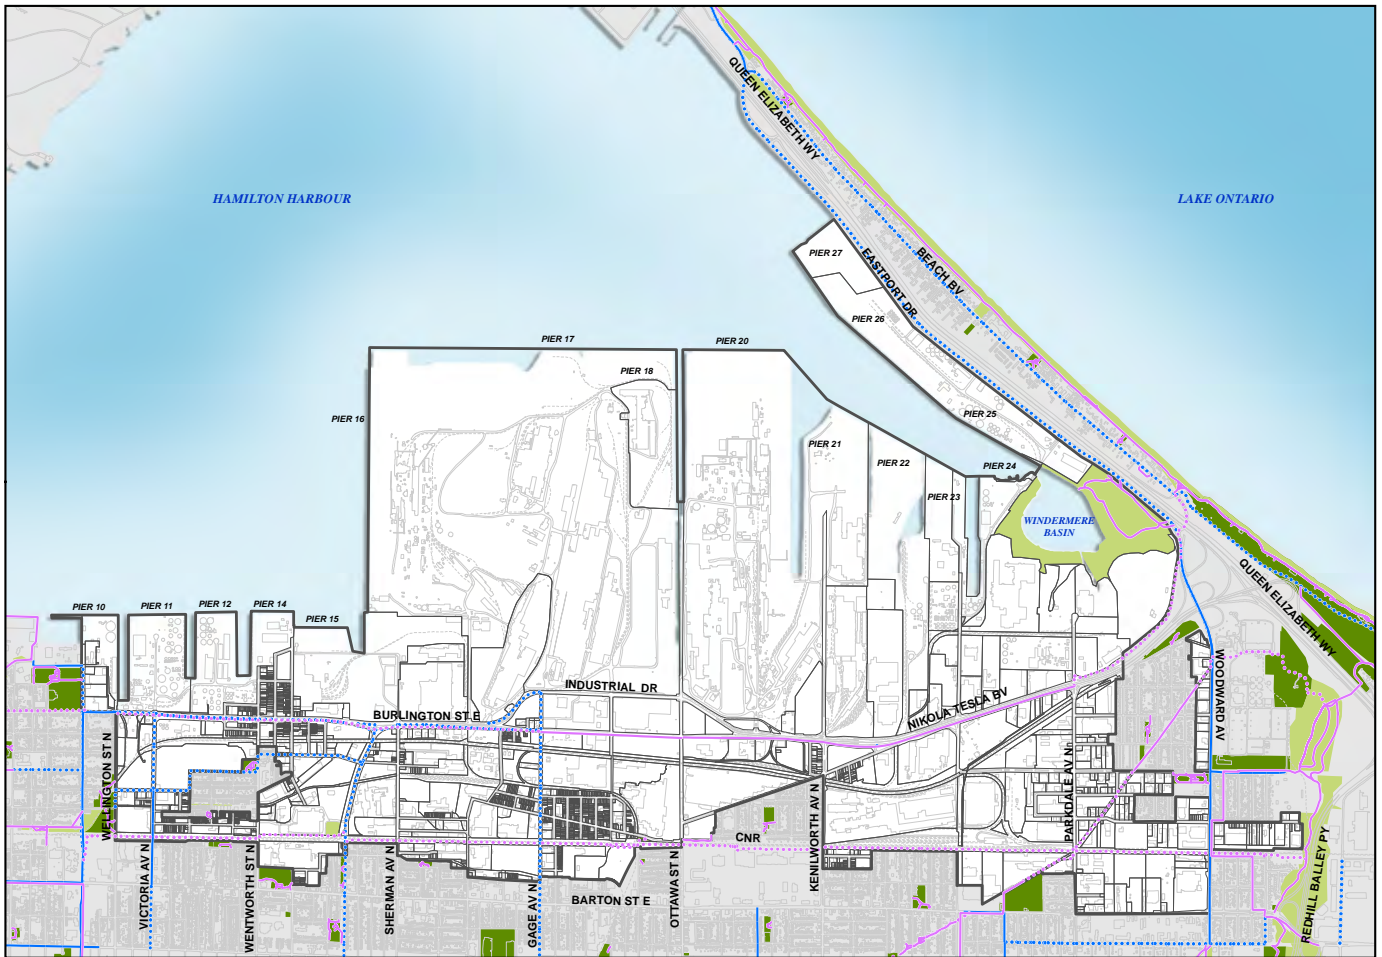 QUEEN ELIZABETH WY
HAMILTON HARBOUR
LAKE ONTARIO
BEACH BV
EASTPORT DR
PIER 27
PIER 26
PIER 17
PIER 20
PIER 18
PIER 16
PIER 25
PIER 21
PIER 22
PIER 24
PIER 23
WINDERMERE
BASIN
QUEEN ELIZABETH WY
PIER 10
PIER 11
PIER 12
PIER 14
PIER 15
INDUSTRIAL DR
BURLINGTON ST E
NIKOLA TESLA BV
WOODWARD AV
WELLINGTON ST N
PARKDALE AV N
KENILWORTH AV N
CNR
VICTORIA AV N
WENTWORTH ST N
SHERMAN AV N
GAGE AV N
OTTAWA ST N
BARTON ST E
REDHILL BALLEY PY